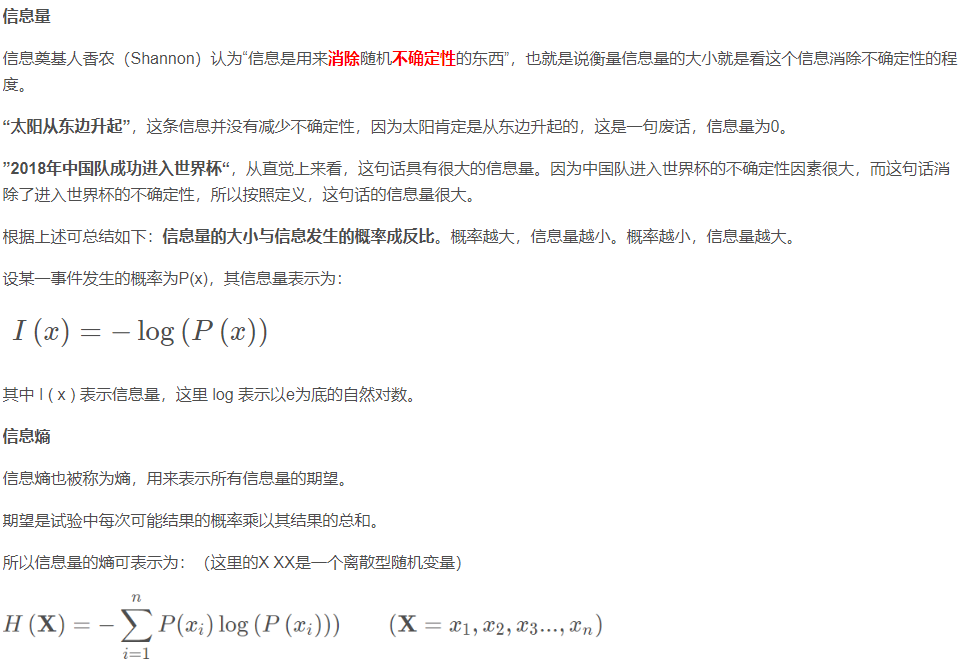 信息量
信息奠基人香农（Shannon）认为“信息是用来消除随机不确定性的东西”，也就是说衡量信息量的大小就是看这个信息消除不确定性的程
度。
“太阳从东边升起”，这条信息并没有减少不确定性，因为太阳肯定是从东边升起的，这是一句废话，信息量为0。
”2018年中国队成功进入世界杯“，从直觉上来看，这句话具有很大的信息量。因为中国队进入世界杯的不确定性因素很大，而这句话消
除了进入世界杯的不确定性，所以按照定义，这句话的信息量很大。
根据上述可总结如下：信息量的大小与信息发生的概率成反比。概率越大，信息量越小。概率越小，信息量越大。
设某一事件发生的概率为P(x)，其信息量表示为：
I (x) = − log (P (x))
其中 I ( x ) 表示信息量，这里 log 表示以e为底的自然对数。
信息熵
信息熵也被称为熵，用来表示所有信息量的期望。
期望是试验中每次可能结果的概率乘以其结果的总和。
所以信息量的熵可表示为：（这里的X XX是一个离散型随机变量）
H (X) = − ∑_{i=1}^{n} P(x_i) log (P (x_i))) (X = x_1, x_2, x_3..., x_n)